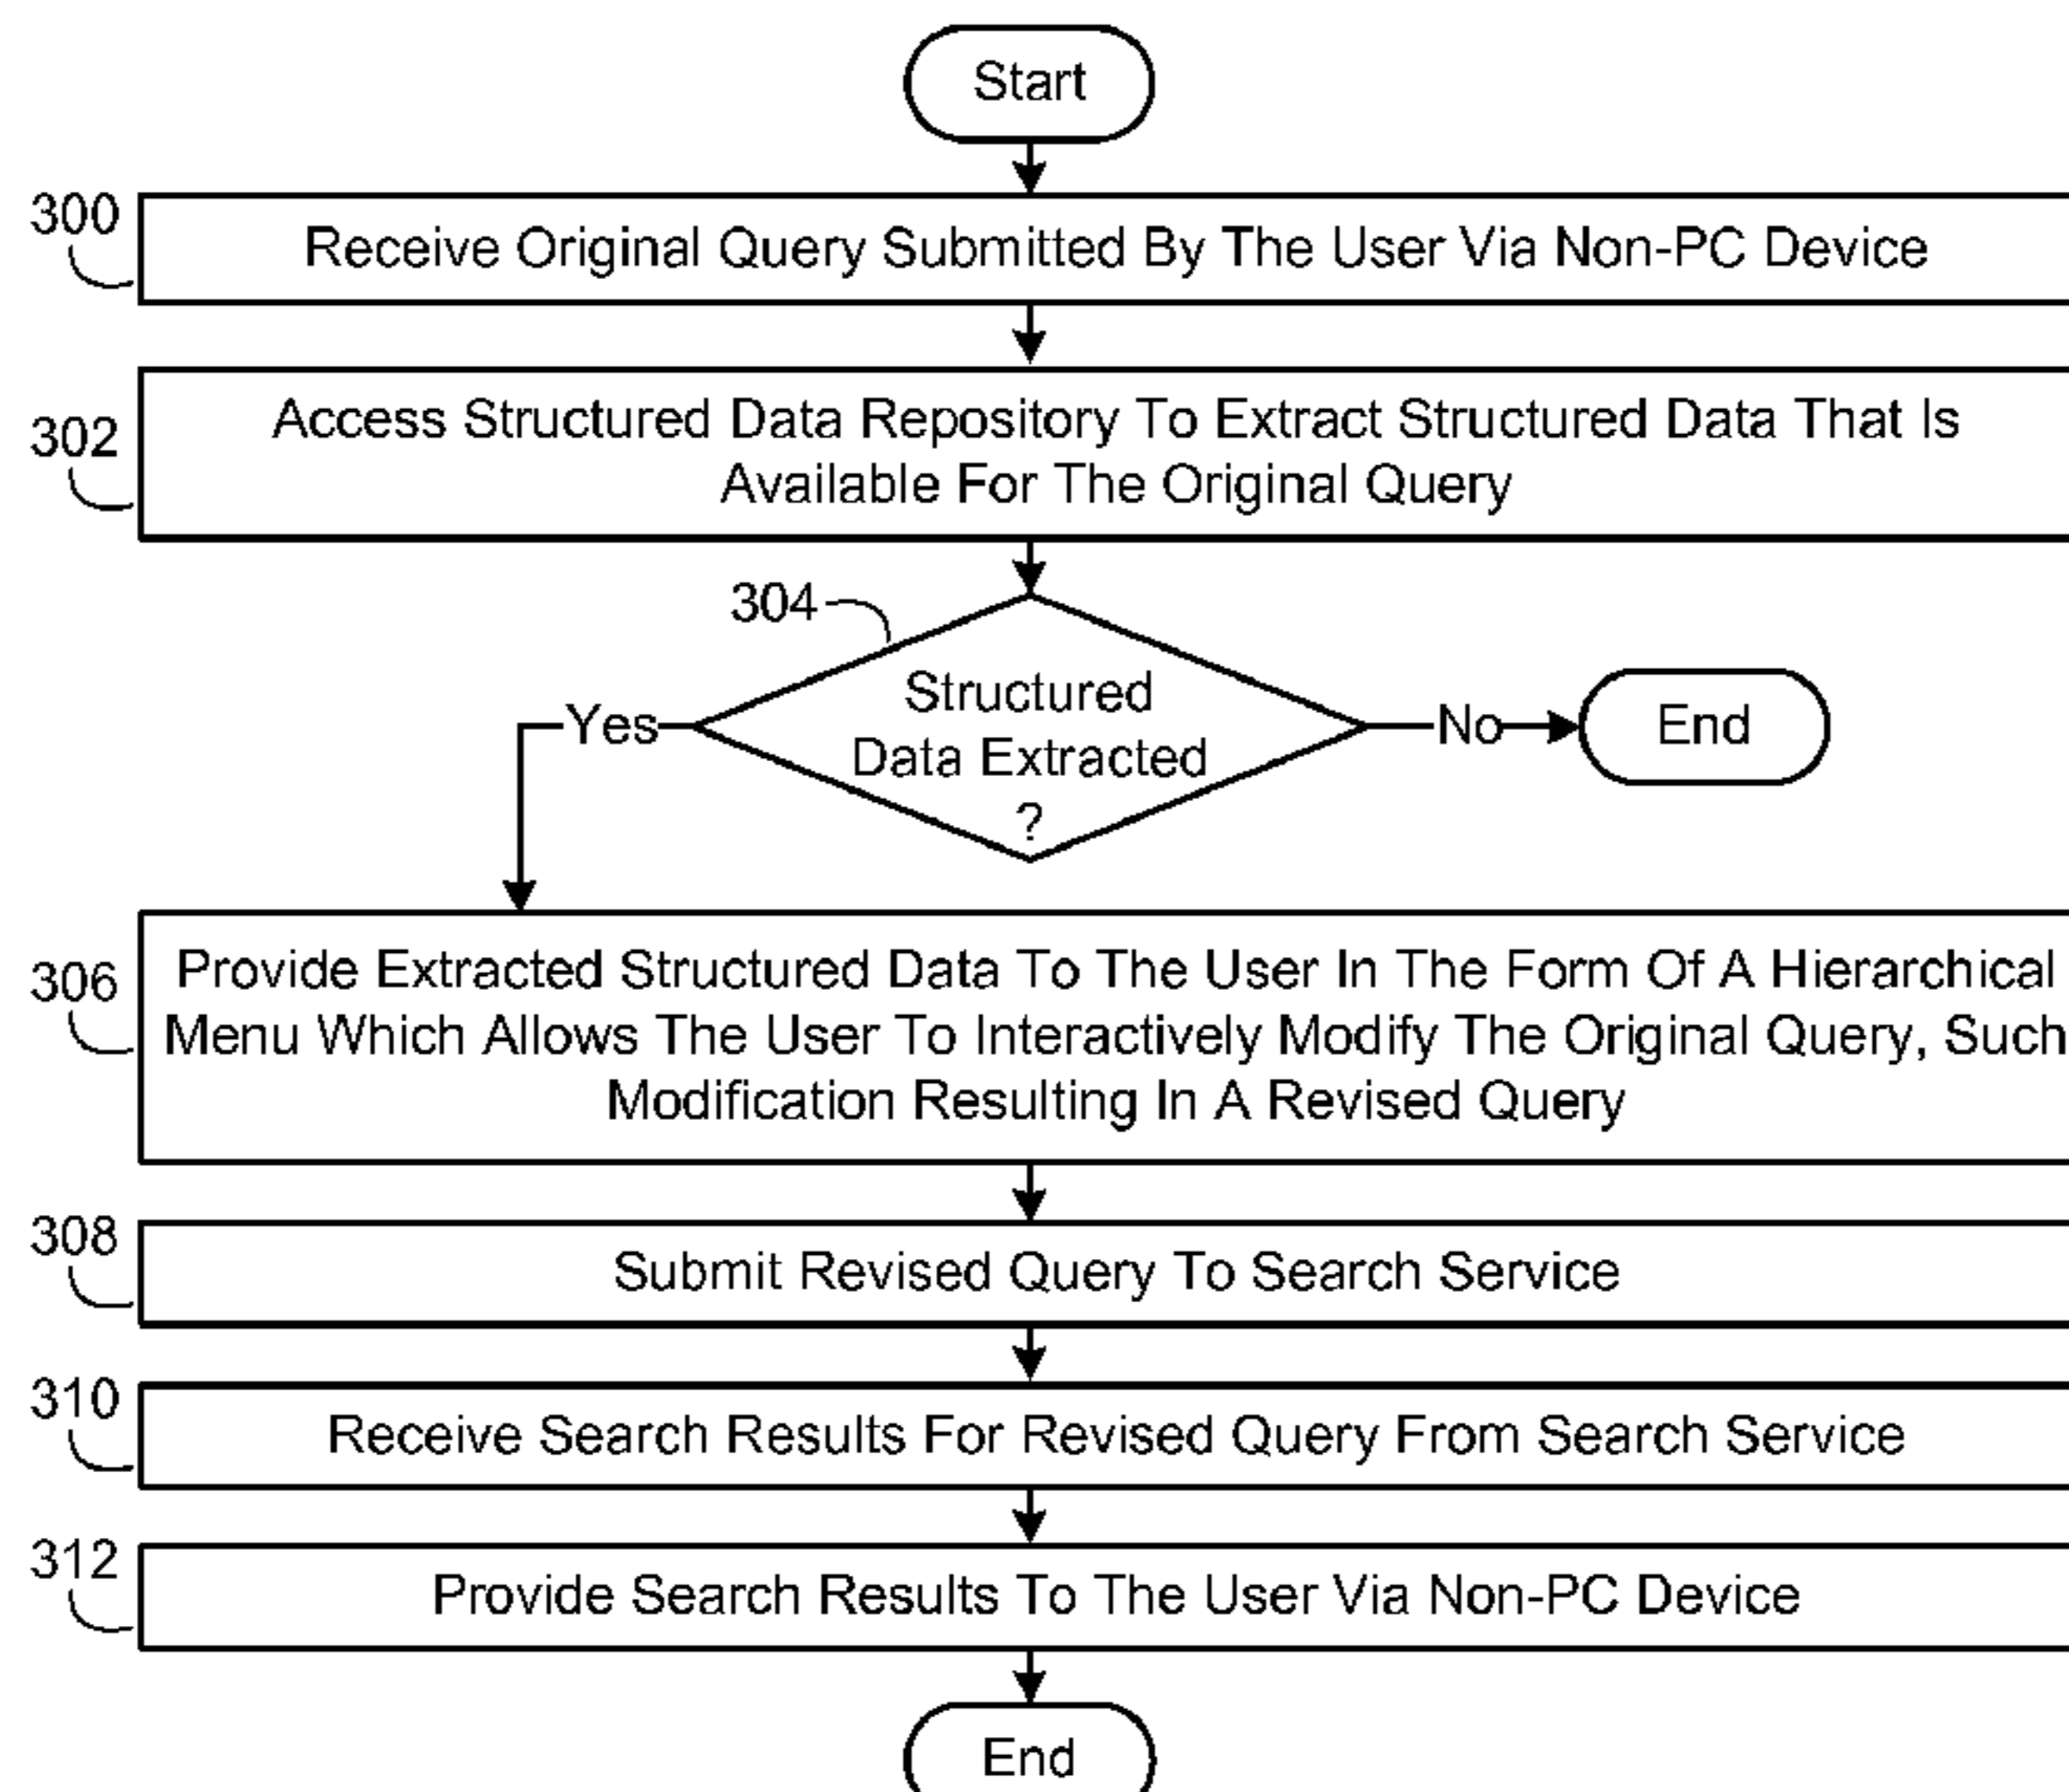 Start
300
Receive Original Query Submitted By The User Via Non-PC Device
302
Access Structured Data Repository To Extract Structured Data That Is
Available For The Original Query
304
Structured
Data Extracted
?
Yes
No
End
306
Provide Extracted Structured Data To The User In The Form Of A Hierarchical
Menu Which Allows The User To Interactively Modify The Original Query, Such
Modification Resulting In A Revised Query
308
Submit Revised Query To Search Service
310
Receive Search Results For Revised Query From Search Service
312
Provide Search Results To The User Via Non-PC Device
End